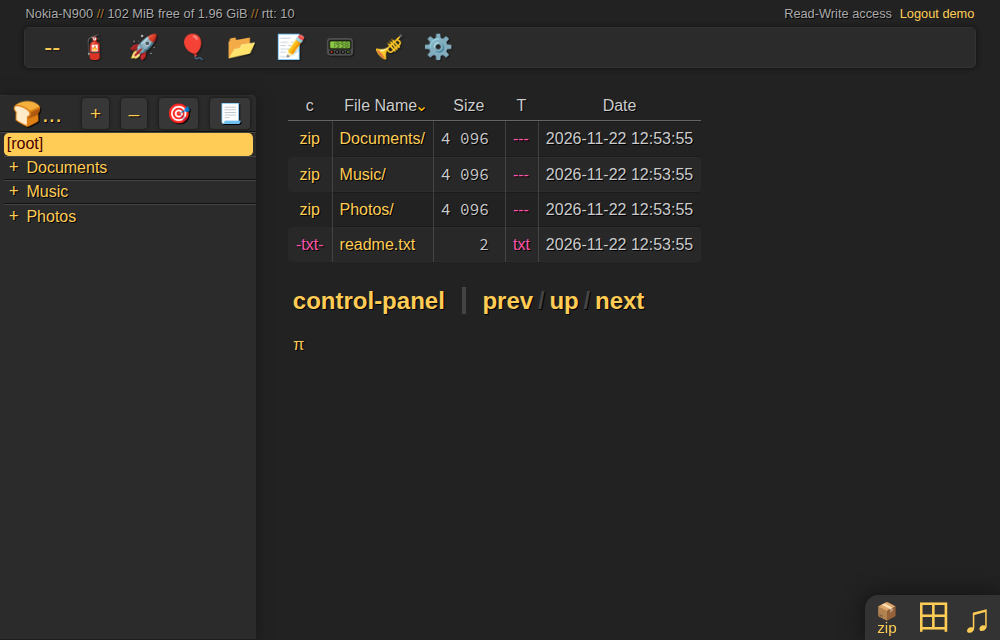 Nokia-N900 // 102 MiB free of 1.96 GiB // rtt: 10
Read-Write access Logout demo
--
... + – 
[root]
+ Documents
+ Music
+ Photos
c File Name Size T Date
zip Documents/ 4 096 --- 2026-11-22 12:53:55
zip Music/ 4 096 --- 2026-11-22 12:53:55
zip Photos/ 4 096 --- 2026-11-22 12:53:55
-txt- readme.txt 2 txt 2026-11-22 12:53:55
control-panel | prev / up / next
π
zip 田 ♫